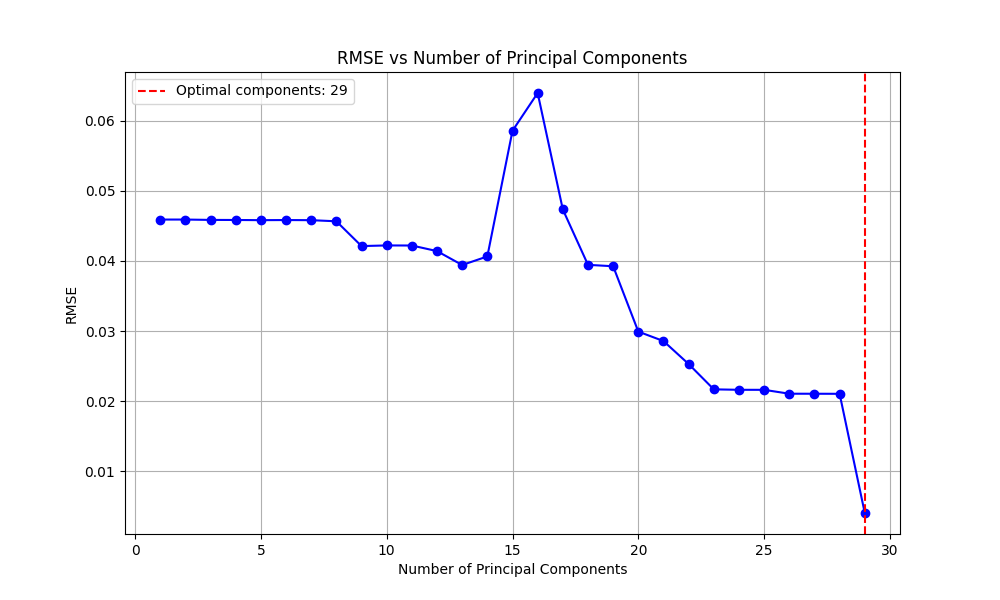 RMSE vs Number of Principal Components
Optimal components: 29
RMSE
0.06
0.05
0.04
0.03
0.02
0.01
0 5 10 15 20 25 30
Number of Principal Components